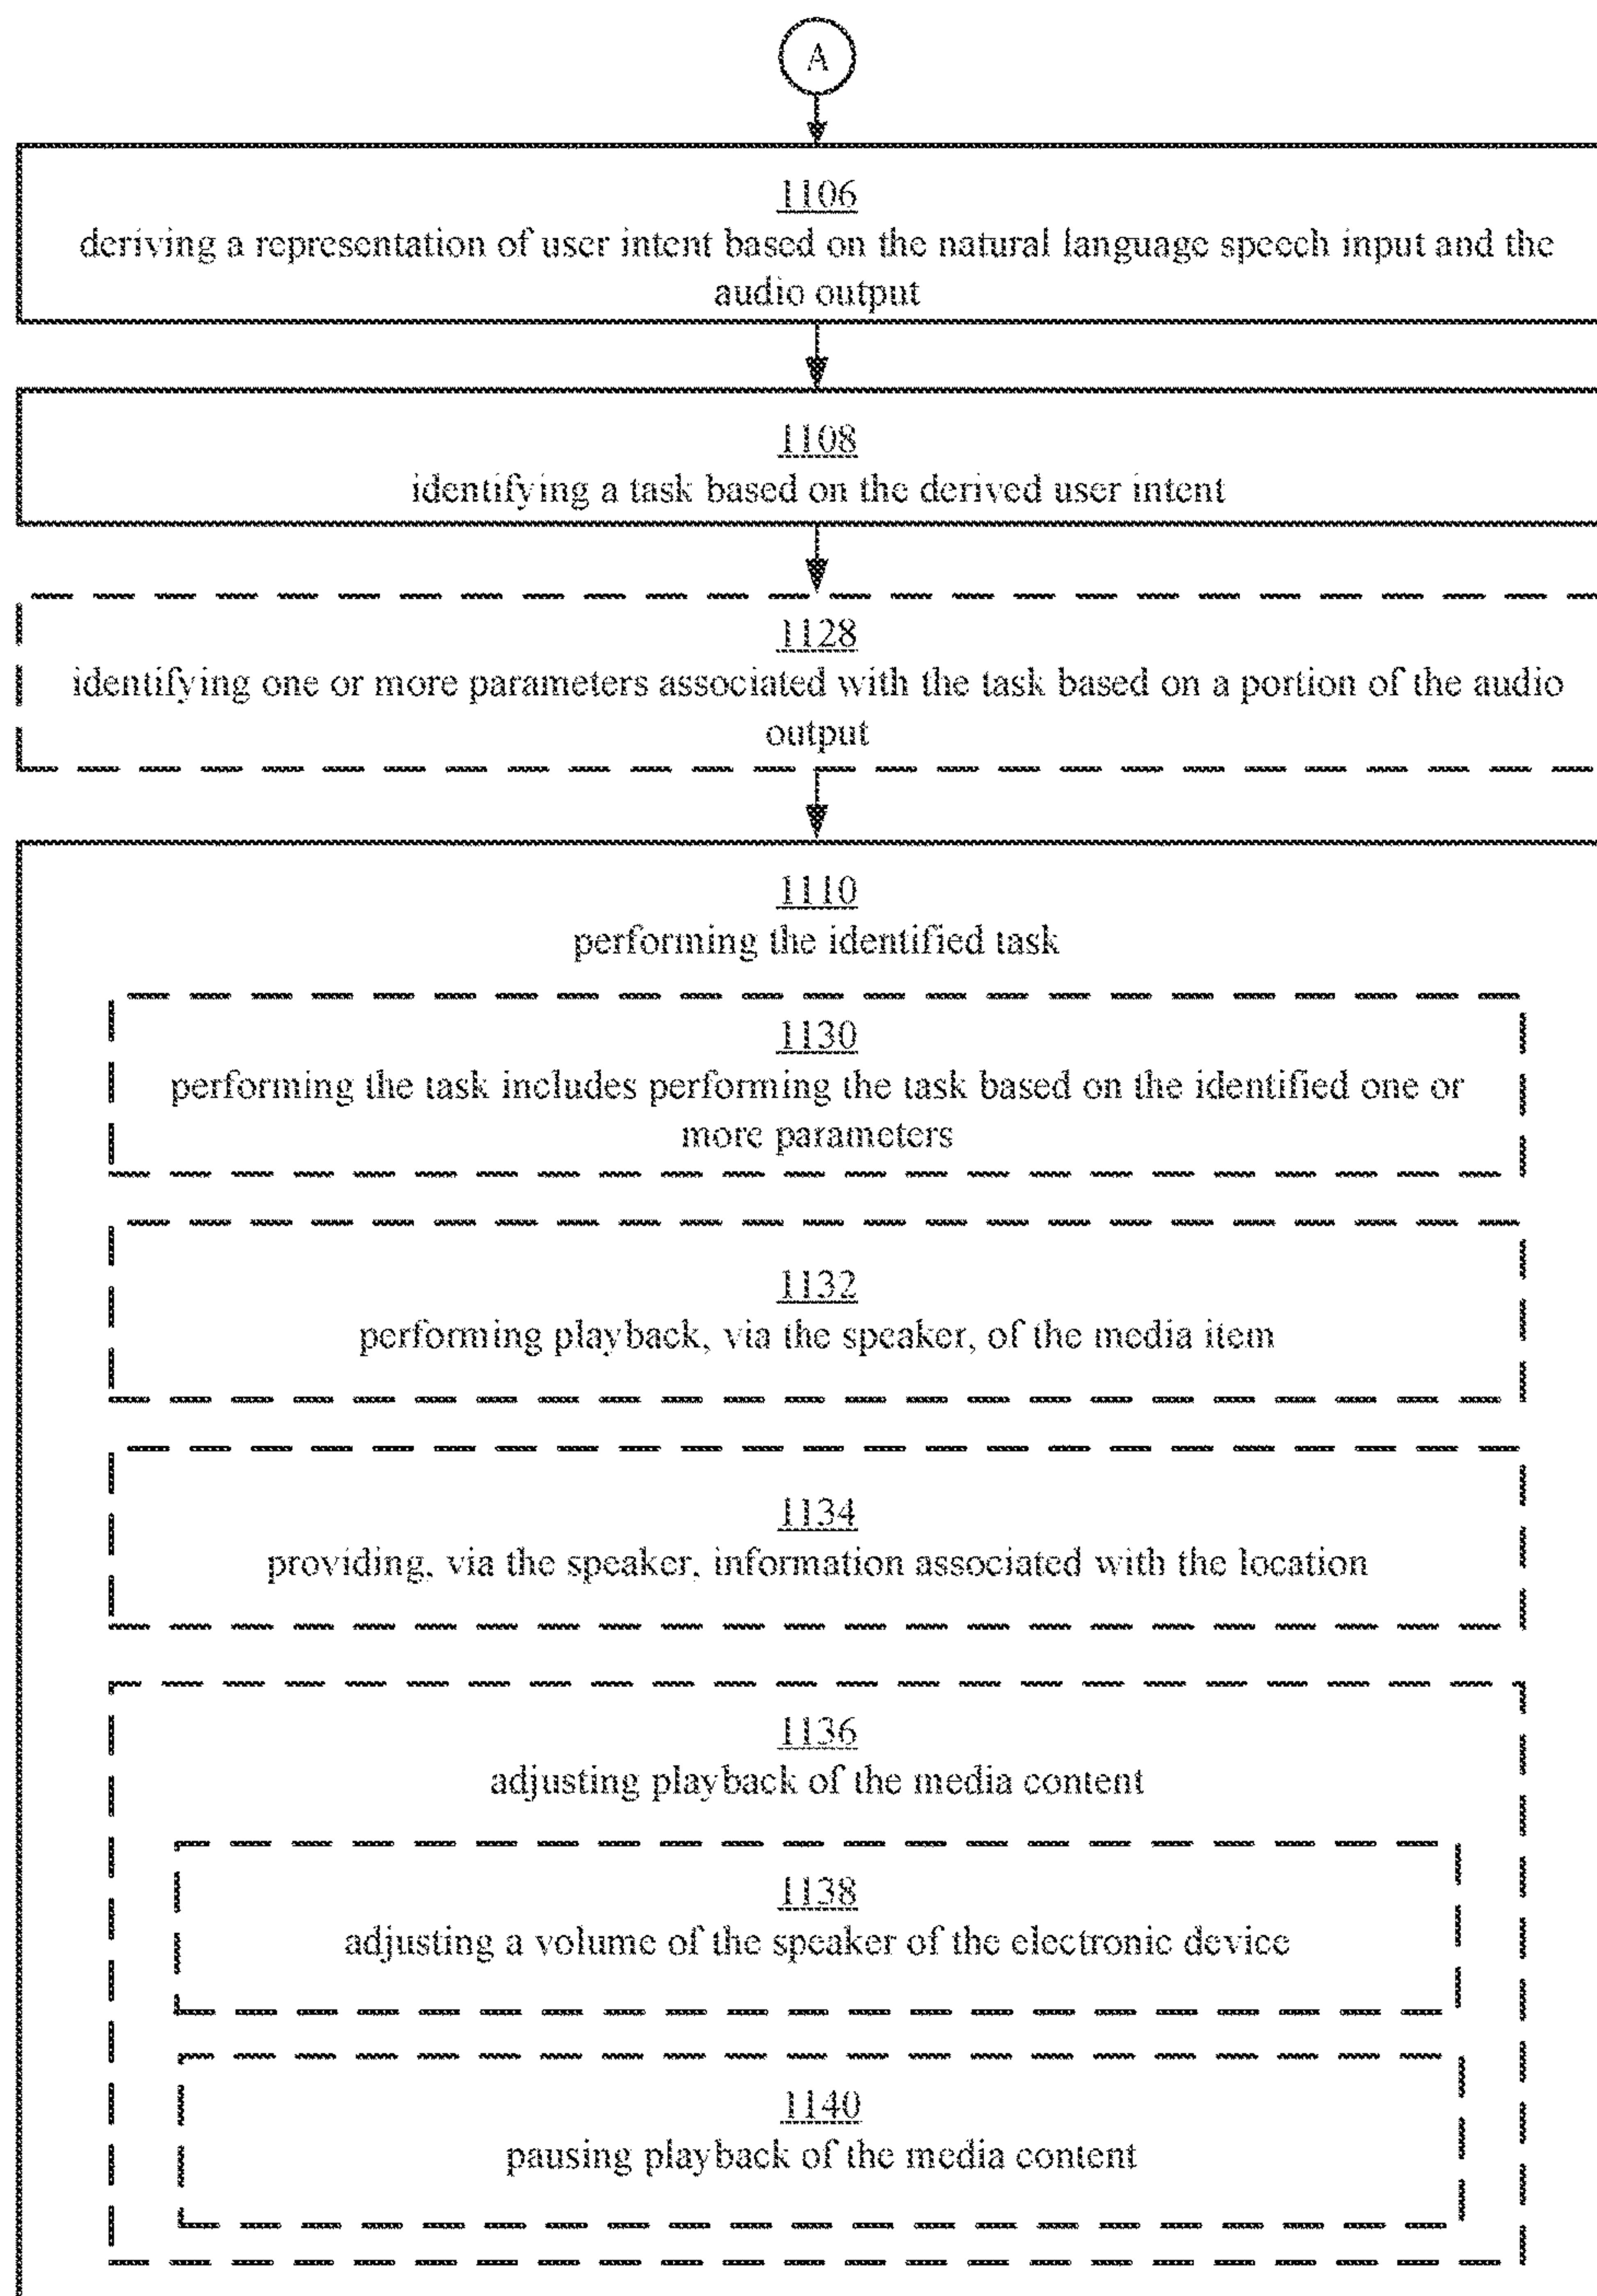 A
1106
deriving a representation of user intent based on the natural language speech input and the
audio output
1108
identifying a task based on the derived user intent
1128
identifying one or more parameters associated with the task based on a portion of the audio
output
1110
performing the identified task
1130
performing the task includes performing the task based on the identified one or
more parameters
1132
performing playback, via the speaker, of the media item
1134
providing, via the speaker, information associated with the location
1136
adjusting playback of the media content
1138
adjusting a volume of the speaker of the electronic device
1140
pausing playback of the media content